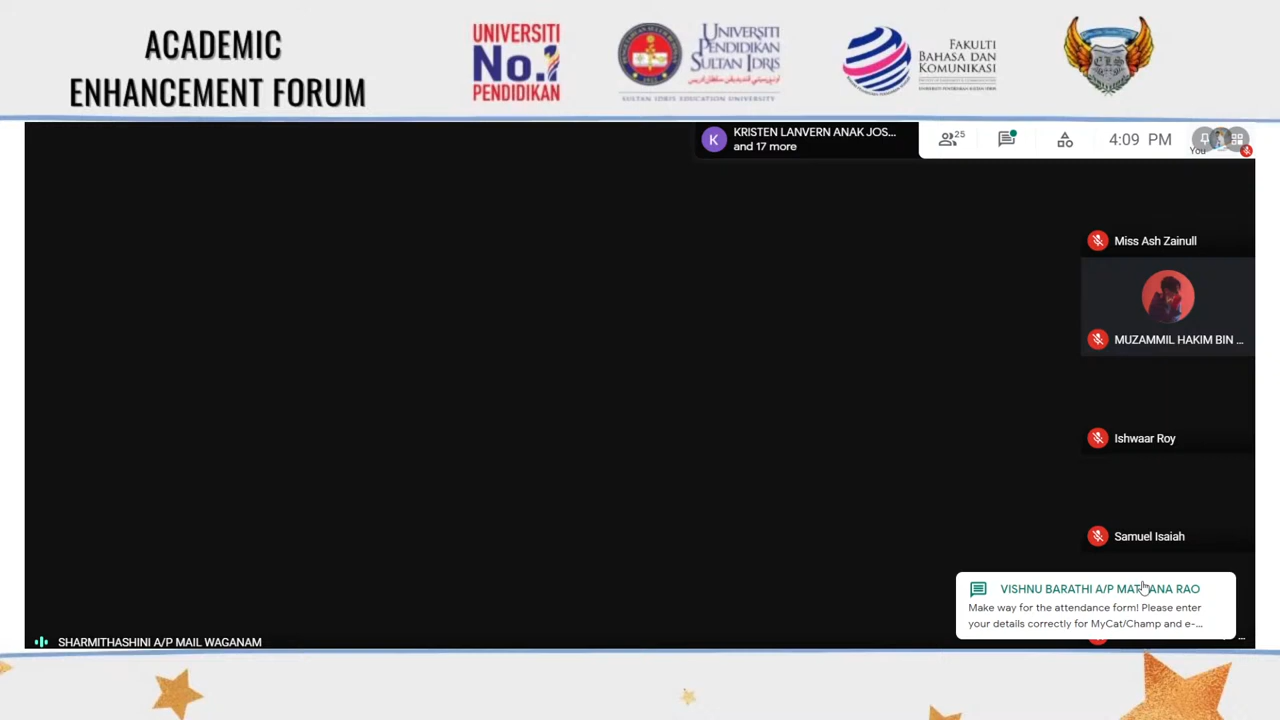 ACADEMIC
ENHANCEMENT FORUM
UNIVERSITI
No.1
PENDIDIKAN
UNIVERSITI
PENDIDIKAN
SULTAN IDRIS
SULTAN IDRIS EDUCATION UNIVERSITY
FAKULTI
BAHASA DAN
KOMUNIKASI
KRISTEN LANVERN ANAK JOS...
and 17 more
K
25
4:09 PM
You
Miss Ash Zainull
MUZAMMIL HAKIM BIN ...
Ishwaar Roy
Samuel Isaiah
VISHNU BARATHI A/P RAO
Make way for the attendance form! Please enter
your details correctly for MyCat/Champ and e-...
SHARMITHASHINI A/P MAIL WAGANAM